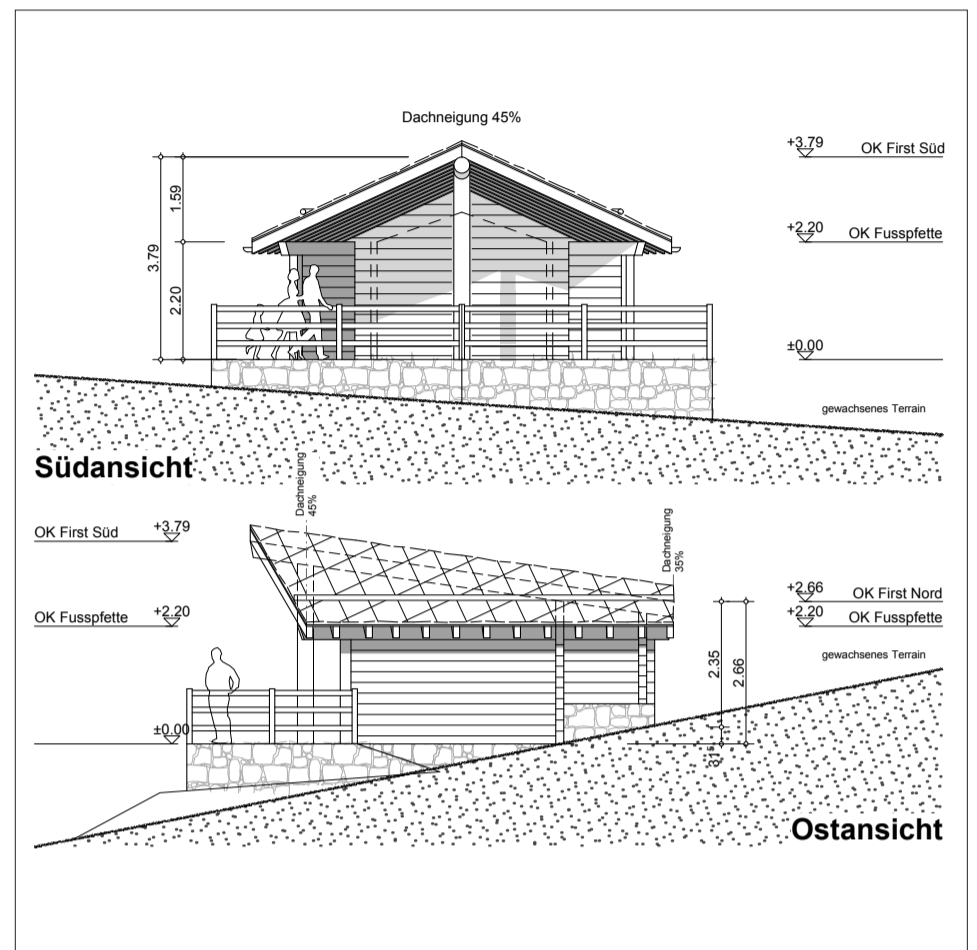 Dachneigung 45%
+3.79 OK First Süd
1.59
+2.20 OK Fusspfette
3.79
2.20
±0.00
gewachsenes Terrain
Südansicht
Dachneigung
45%
OK First Süd +3.79
Dachneigung
35%
+2.66 OK First Nord
OK Fusspfette +2.20
+2.20 OK Fusspfette
gewachsenes Terrain
2.35
2.66
±0.00
31⁵
Ostansicht